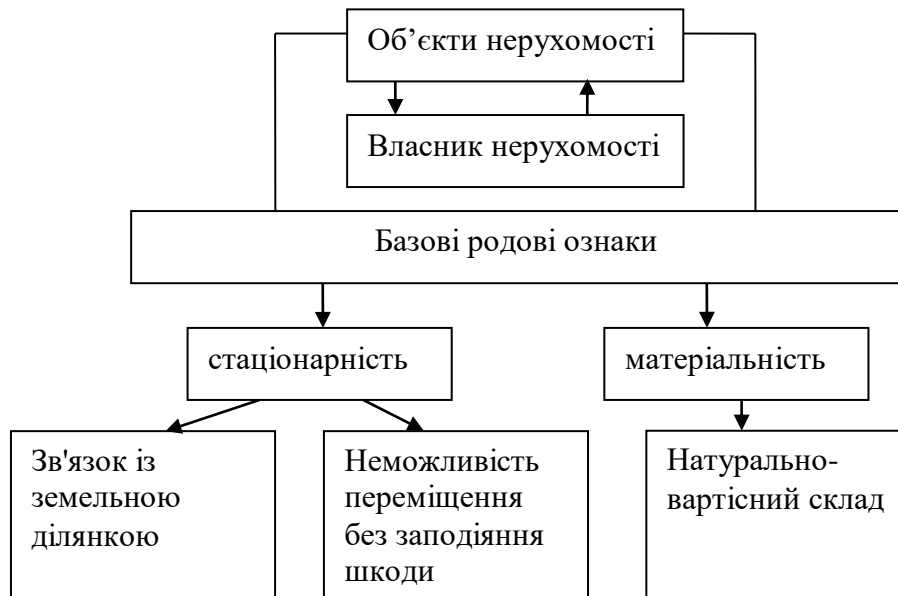 Об’єкти нерухомості
Власник нерухомості
Базові родові ознаки
стаціонарність
матеріальність
Зв'язок із
земельною
ділянкою
Неможливість
переміщення
без заподіяння
шкоди
Натурально-
вартісний склад